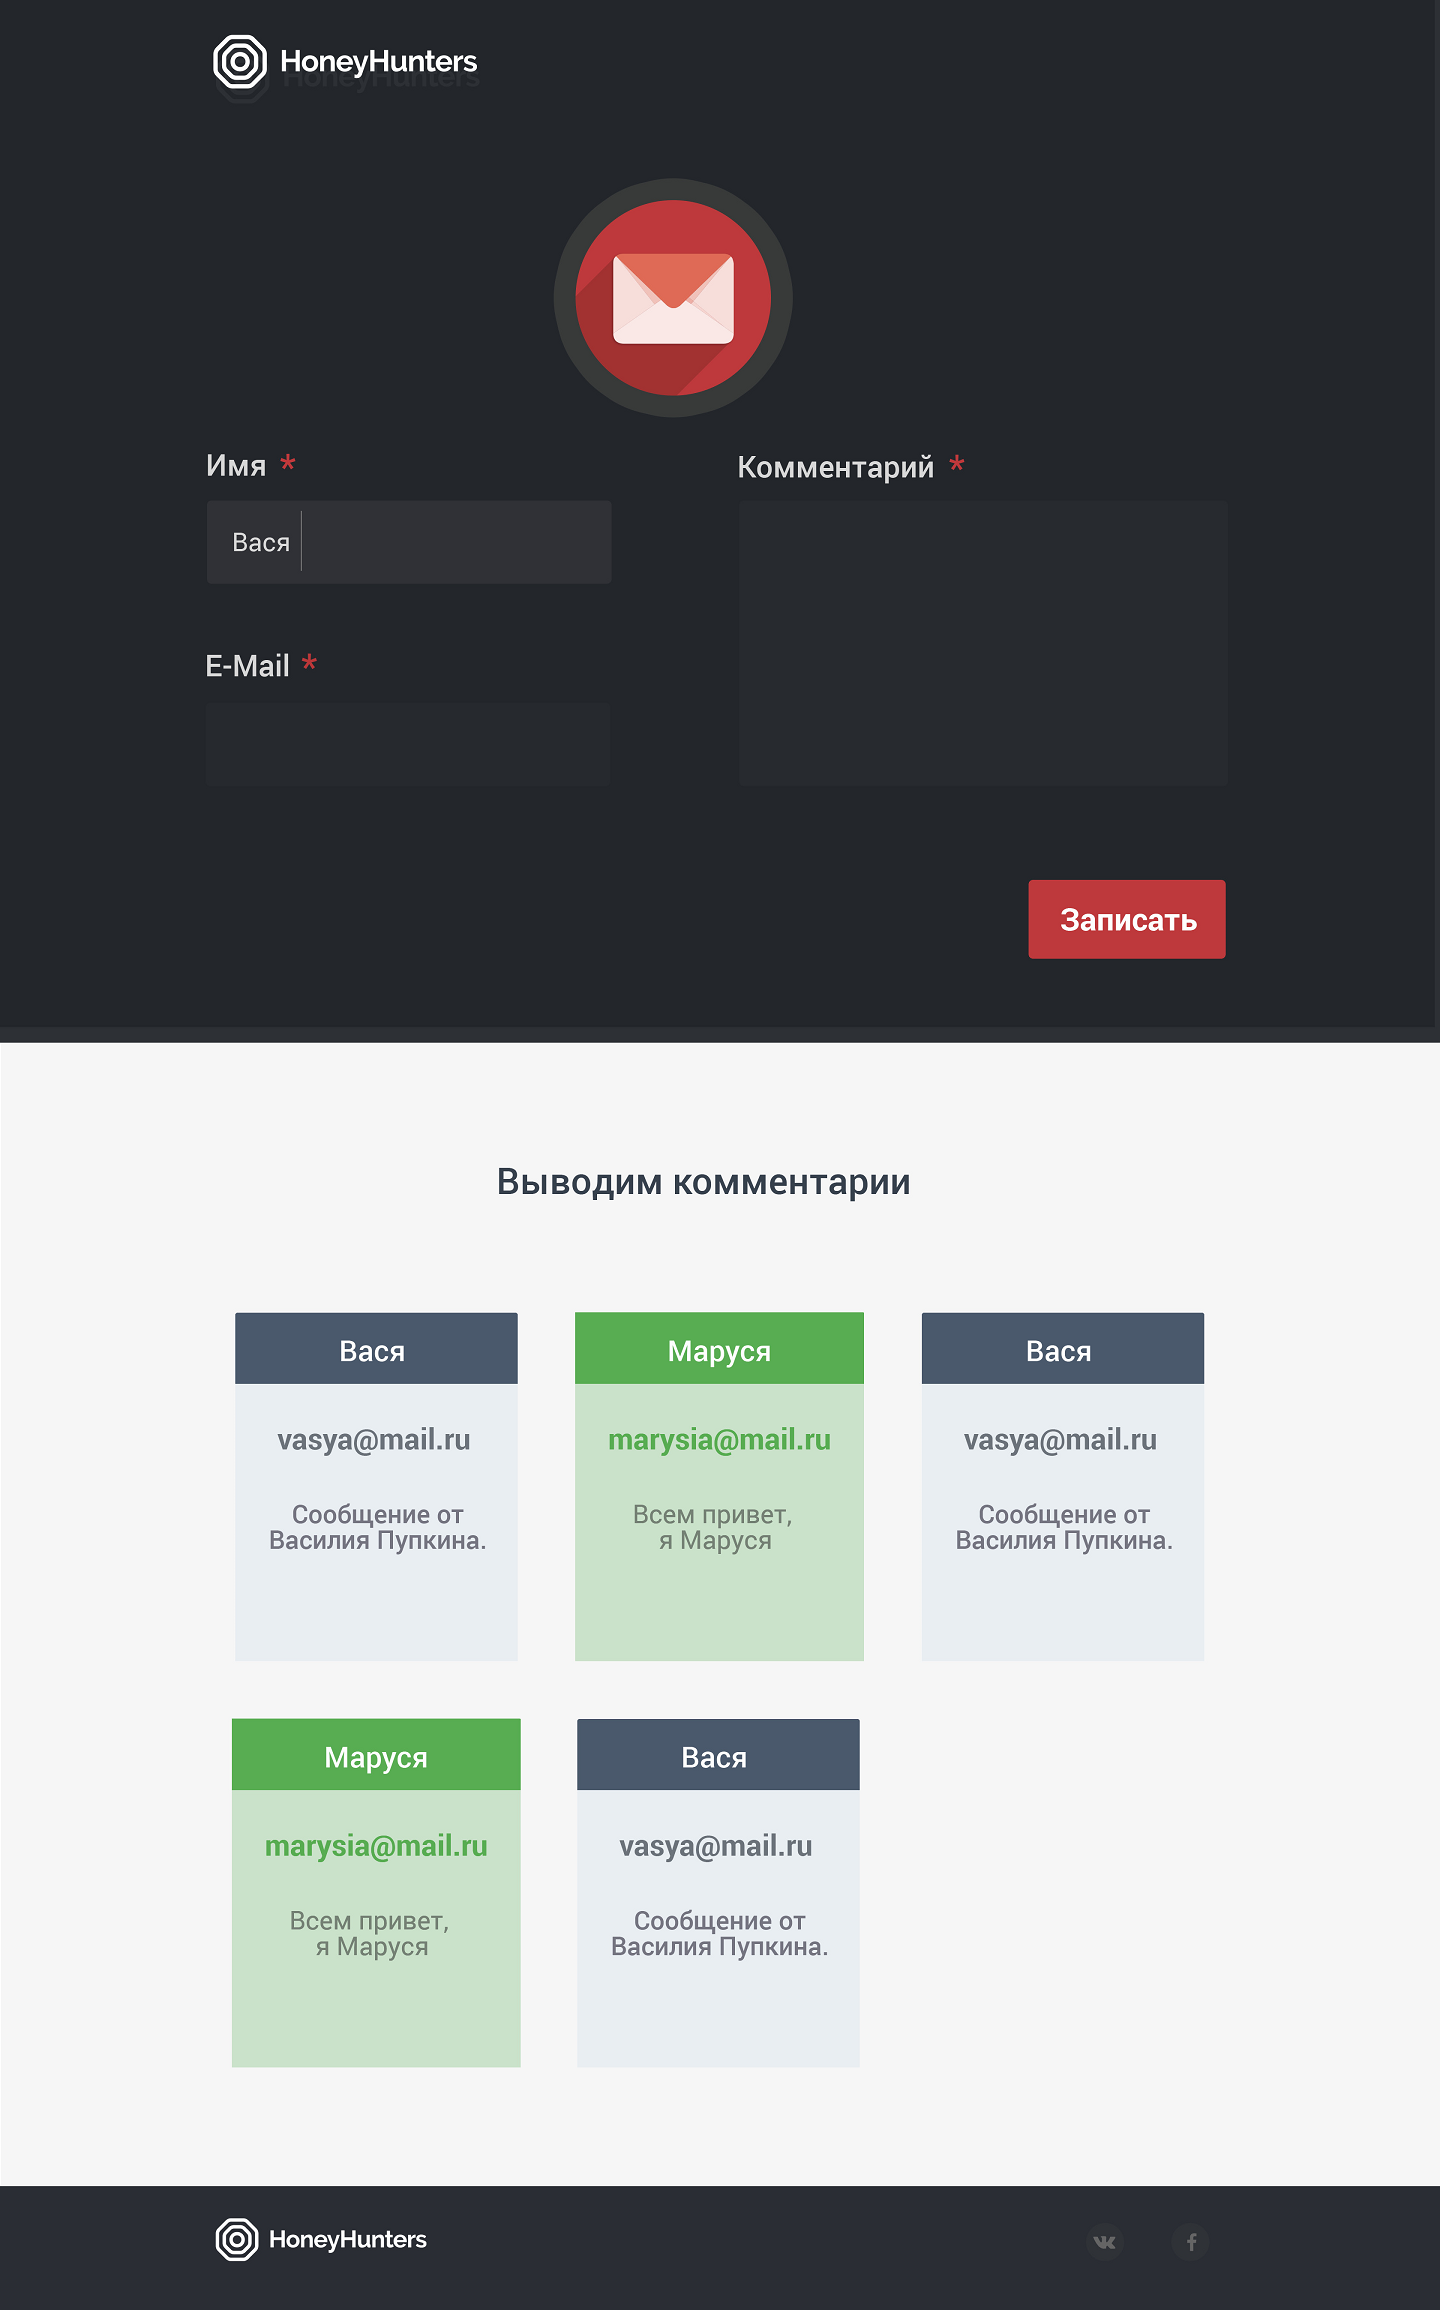 HoneyHunters
HoneyHunters
Имя *
Вася
E-Mail *
Комментарий *
Записать
Выводим комментарии
Вася
vasya@mail.ru
Сообщение от
Василия Пупкина.
Маруся
marysia@mail.ru
Всем привет,
я Маруся
Вася
vasya@mail.ru
Сообщение от
Василия Пупкина.
Маруся
marysia@mail.ru
Всем привет,
я Маруся
Вася
vasya@mail.ru
Сообщение от
Василия Пупкина.
HoneyHunters